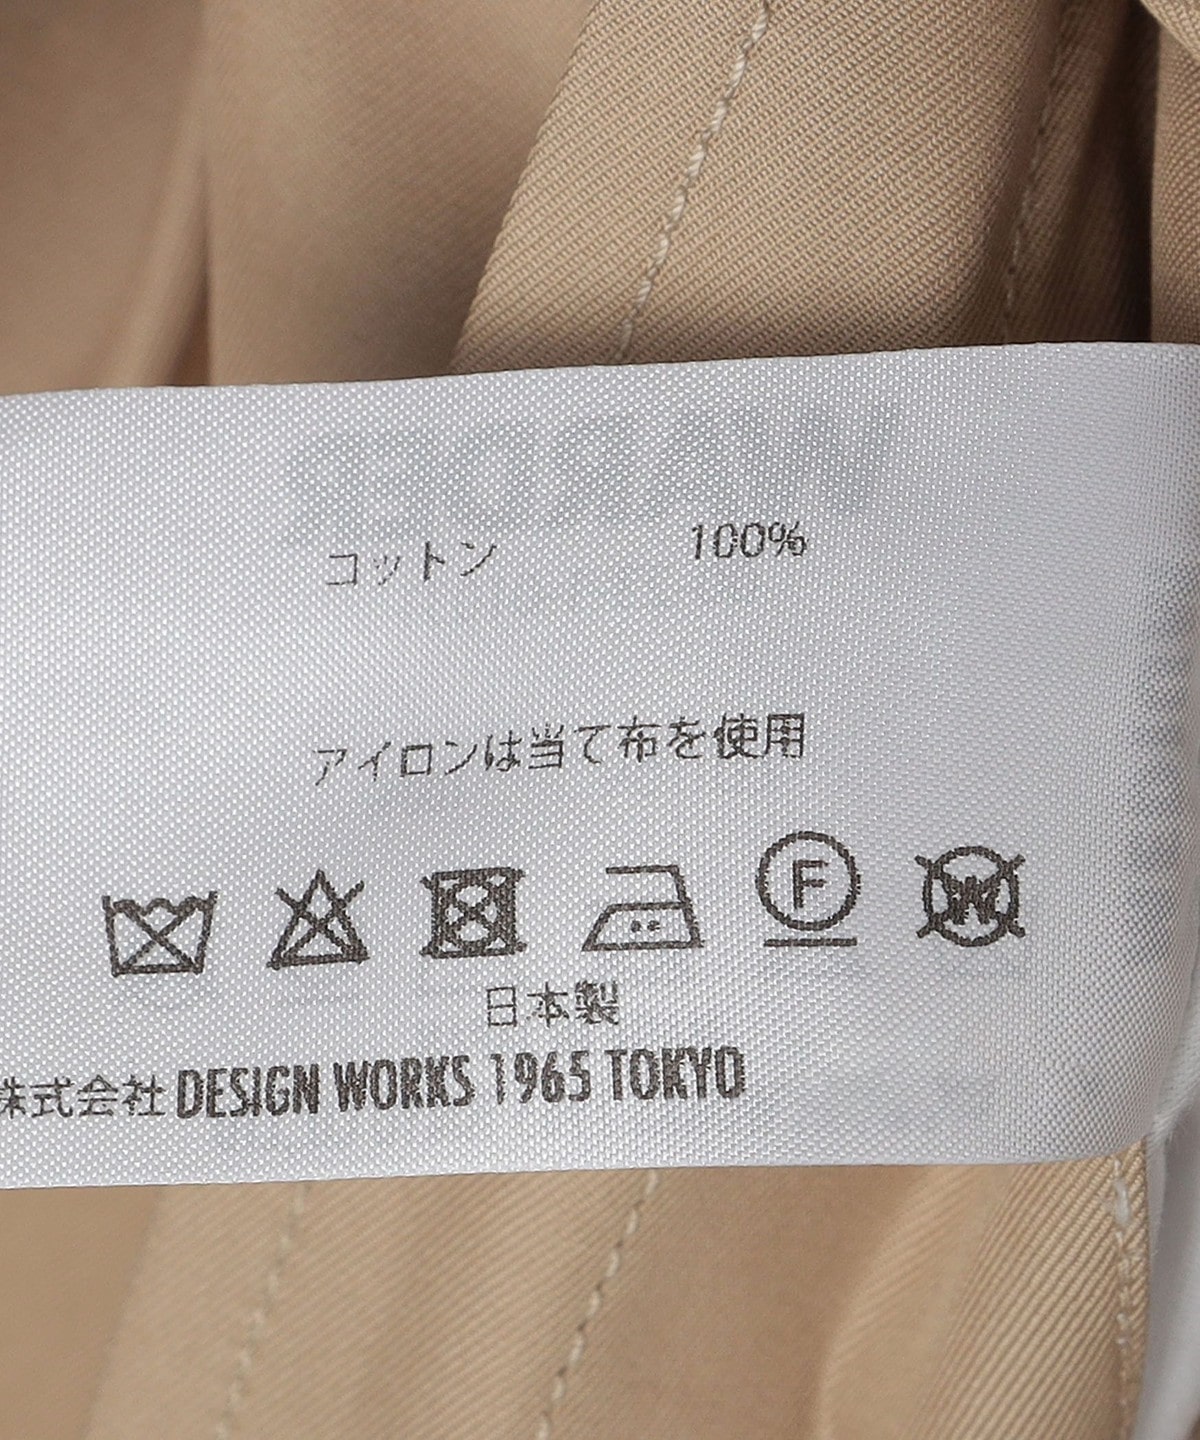 コットン 100%
アイロンは当て布を使用
F W
日本製
株式会社 DESIGN WORKS 1965 TOKYO